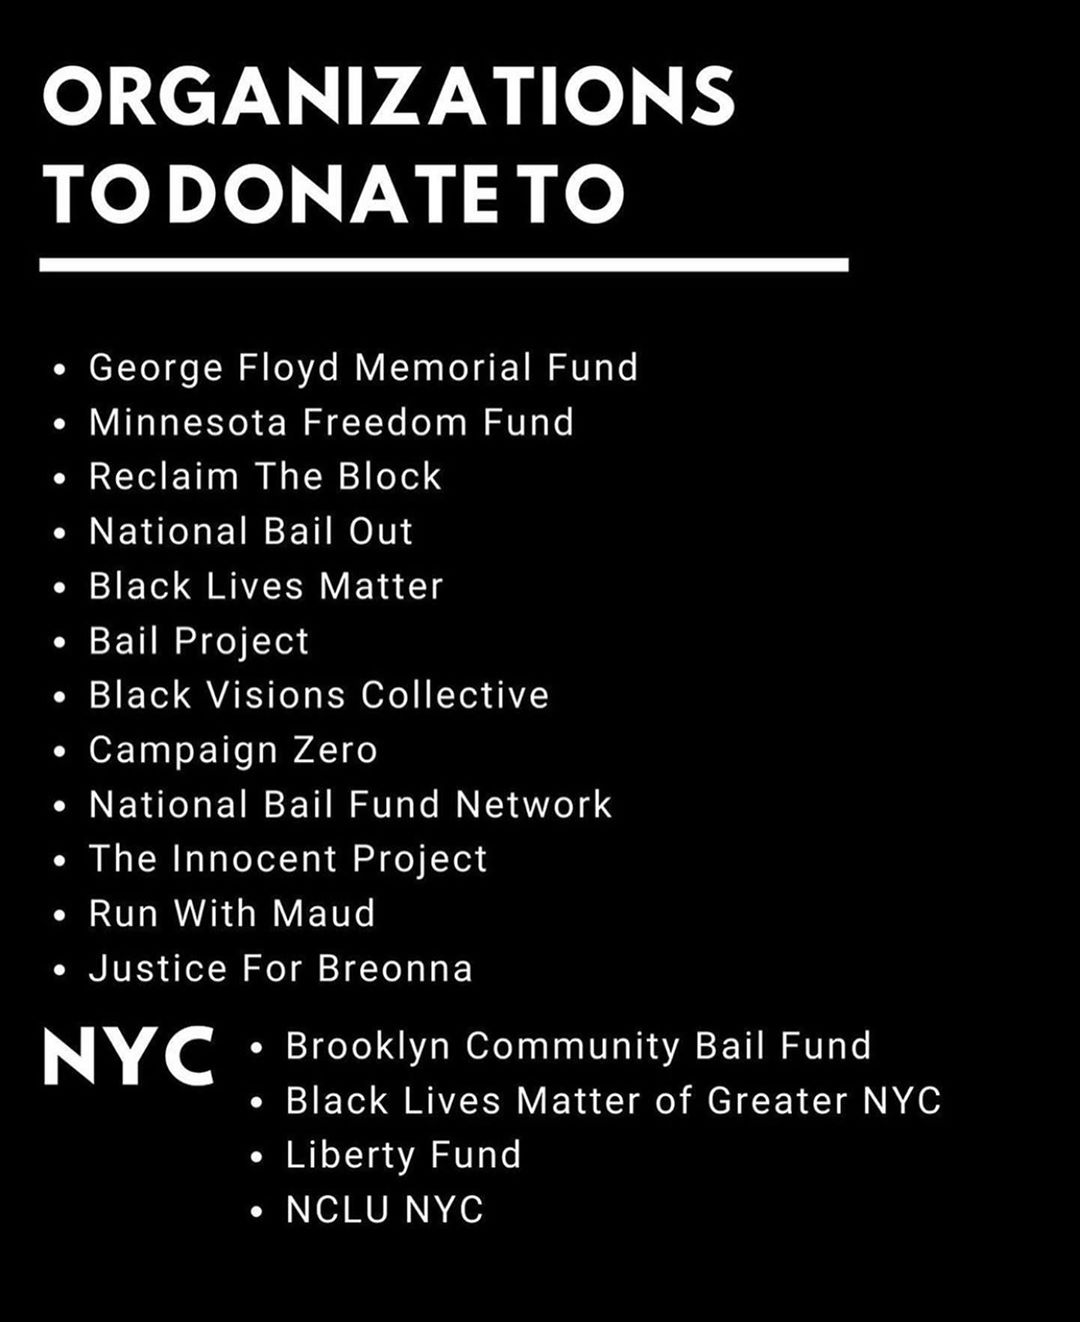 ORGANIZATIONS
TO DONATE TO
• George Floyd Memorial Fund
• Minnesota Freedom Fund
• Reclaim The Block
• National Bail Out
• Black Lives Matter
• Bail Project
• Black Visions Collective
• Campaign Zero
• National Bail Fund Network
• The Innocent Project
• Run With Maud
• Justice For Breonna
NYC
• Brooklyn Community Bail Fund
• Black Lives Matter of Greater NYC
• Liberty Fund
• NCLU NYC